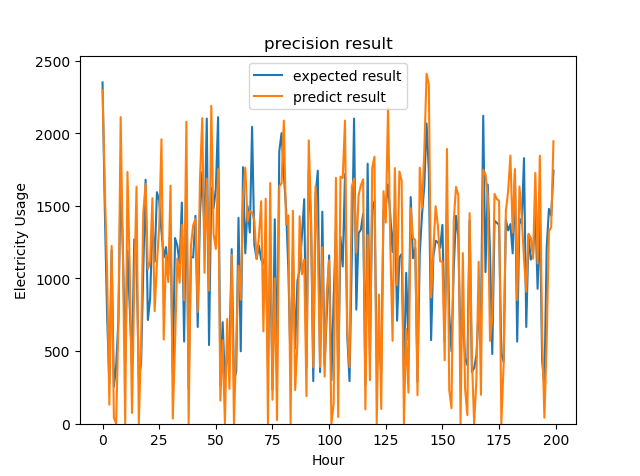 precision result
expected result
predict result
Electricity Usage
2500
2000
1500
1000
500
0
0 25 50 75 100 125 150 175 200
Hour